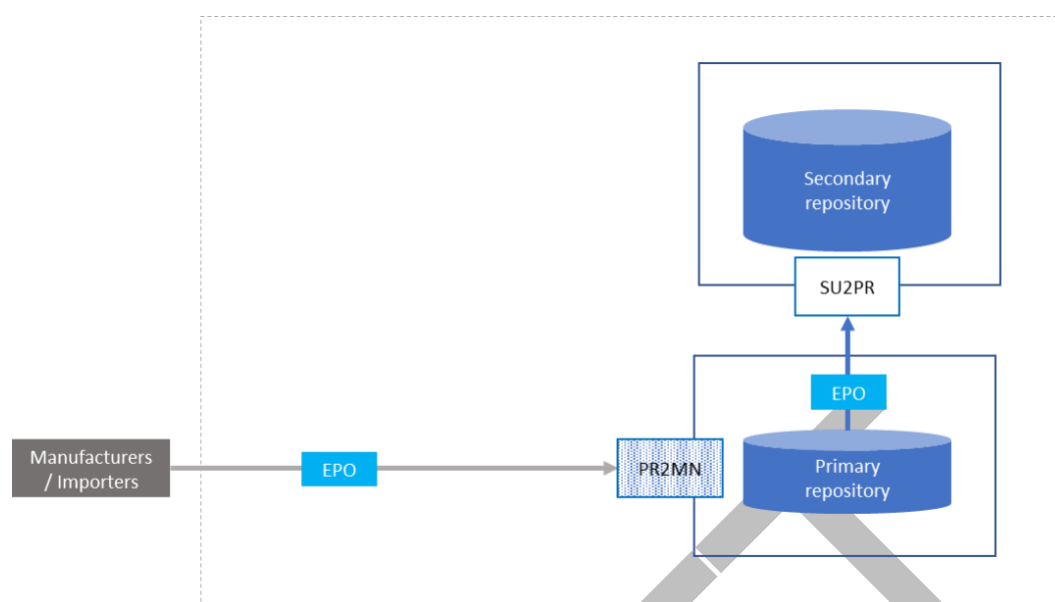 Secondary
repository
SU2PR
EPO
Manufacturers
/ Importers
EPO
PR2MN
Primary
repository